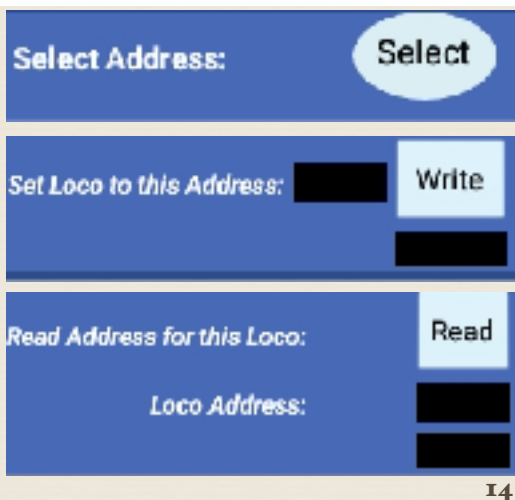 Select Address: Select
Set Loco to this Address: Write
Read Address for this Loco: Read
Loco Address:
14